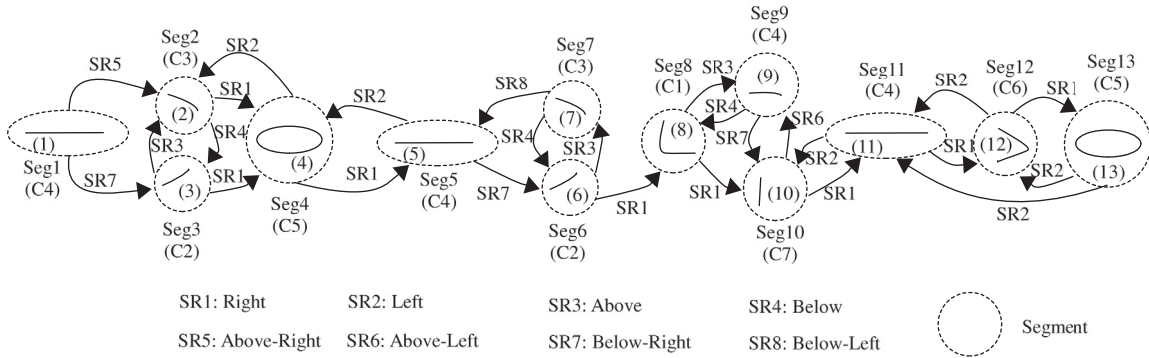 Seg1
(C4)
(1)
SR5
SR7
Seg2
(C3)
(2)
SR2
SR1
SR3
SR4
(3)
SR1
Seg3
(C2)
(4)
Seg4
(C5)
SR2
SR1
(5)
Seg5
(C4)
SR8
SR7
Seg7
(C3)
(7)
SR4
SR3
(6)
Seg6
(C2)
SR1
Seg8
(C1)
(8)
SR3
SR4
SR7
SR1
Seg9
(C4)
(9)
SR6
(10)
Seg10
(C7)
SR2
SR1
Seg11
(C4)
(11)
SR2
SR1
Seg12
(C6)
(12)
SR1
SR2
SR2
Seg13
(C5)
(13)
SR1: Right SR2: Left SR3: Above SR4: Below
SR5: Above-Right SR6: Above-Left SR7: Below-Right SR8: Below-Left
Segment